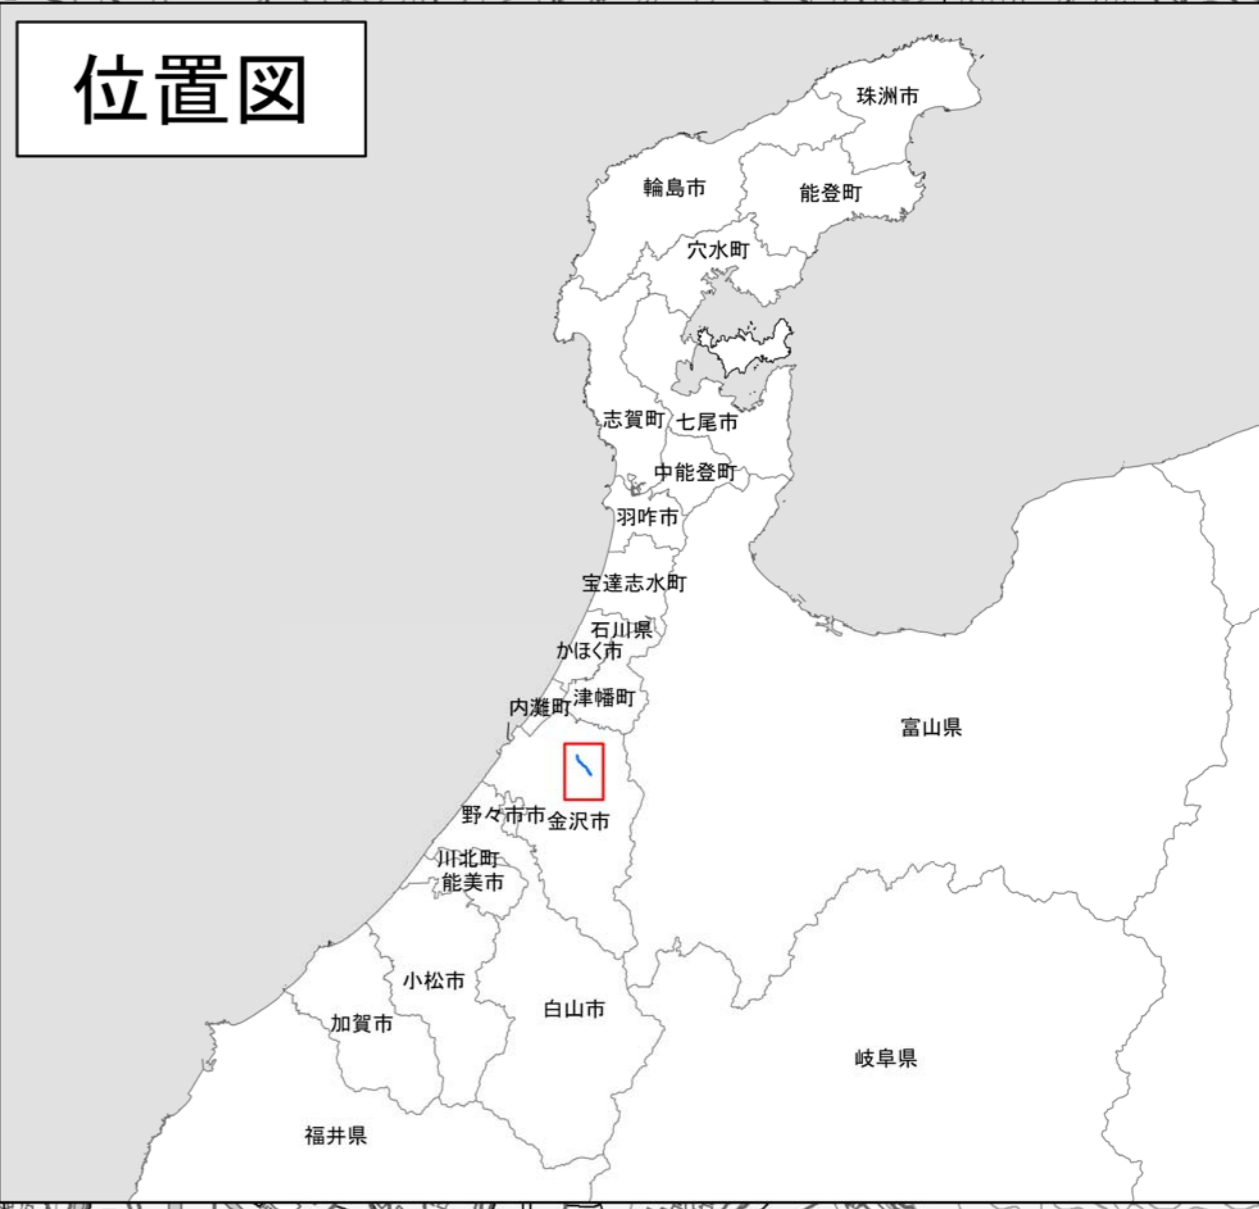 位置図
珠洲市
輪島市
能登町
穴水町
志賀町
七尾市
中能登町
羽咋市
宝達志水町
石川県
かほく市
津幡町
内灘町
富山県
野々市市
金沢市
川北町
能美市
小松市
白山市
加賀市
岐阜県
福井県